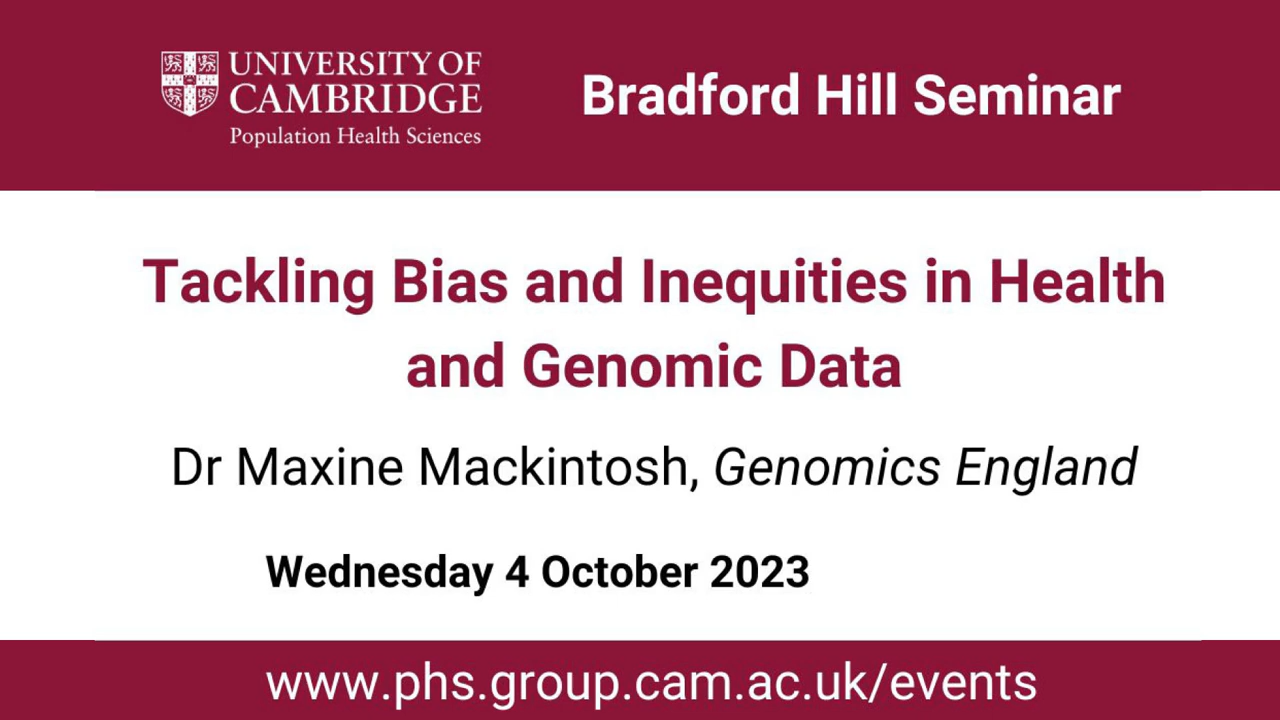 UNIVERSITY OF
CAMBRIDGE
Population Health Sciences
Bradford Hill Seminar
Tackling Bias and Inequities in Health
and Genomic Data
Dr Maxine Mackintosh, Genomics England
Wednesday 4 October 2023
www.phs.group.cam.ac.uk/events